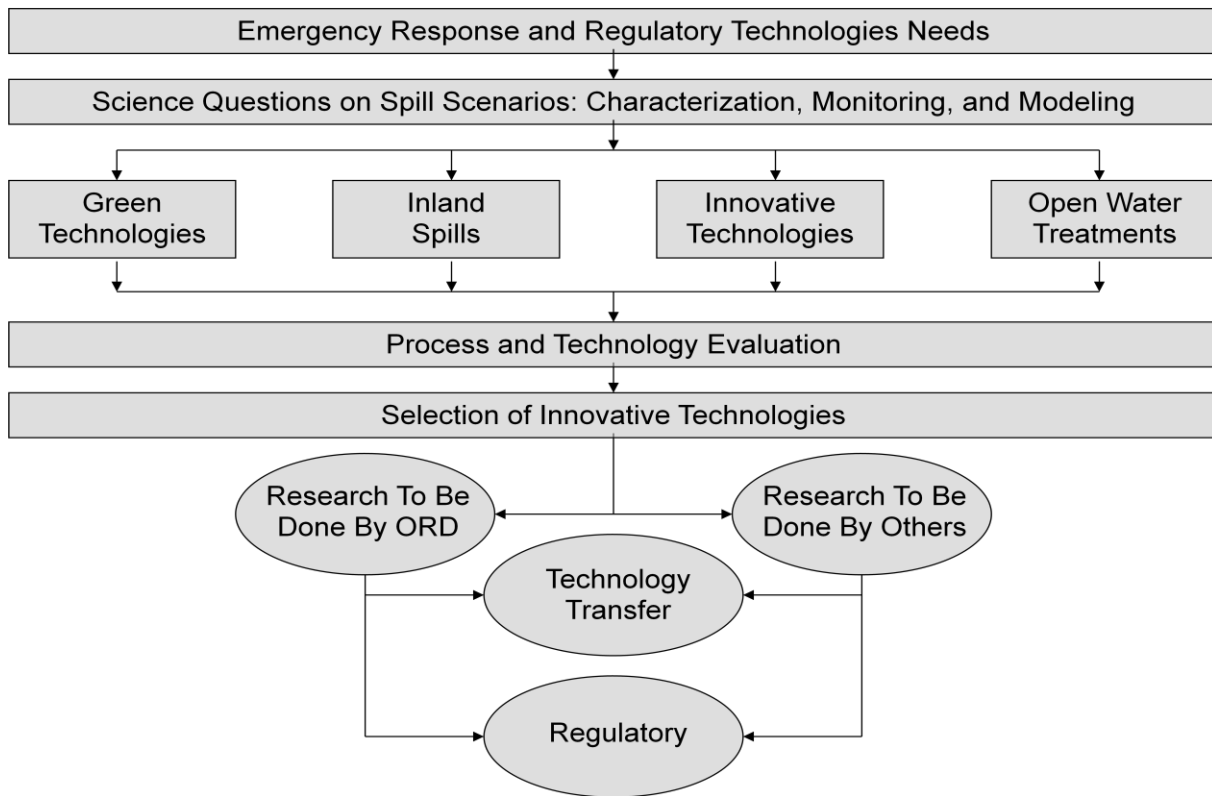 Emergency Response and Regulatory Technologies Needs
Science Questions on Spill Scenarios: Characterization, Monitoring, and Modeling
Green
Technologies
Inland
Spills
Innovative
Technologies
Open Water
Treatments
Process and Technology Evaluation
Selection of Innovative Technologies
Research To Be
Done By ORD
Research To Be
Done By Others
Technology
Transfer
Regulatory